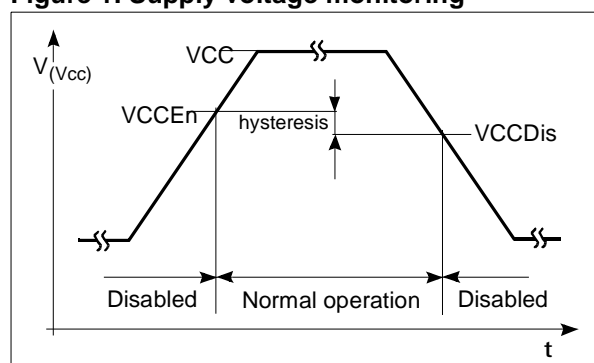 Figure 1. Supply voltage monitoring
V(Vcc)
VCC
VCCEn
hysteresis
VCCDis
Disabled
Normal operation
Disabled
t